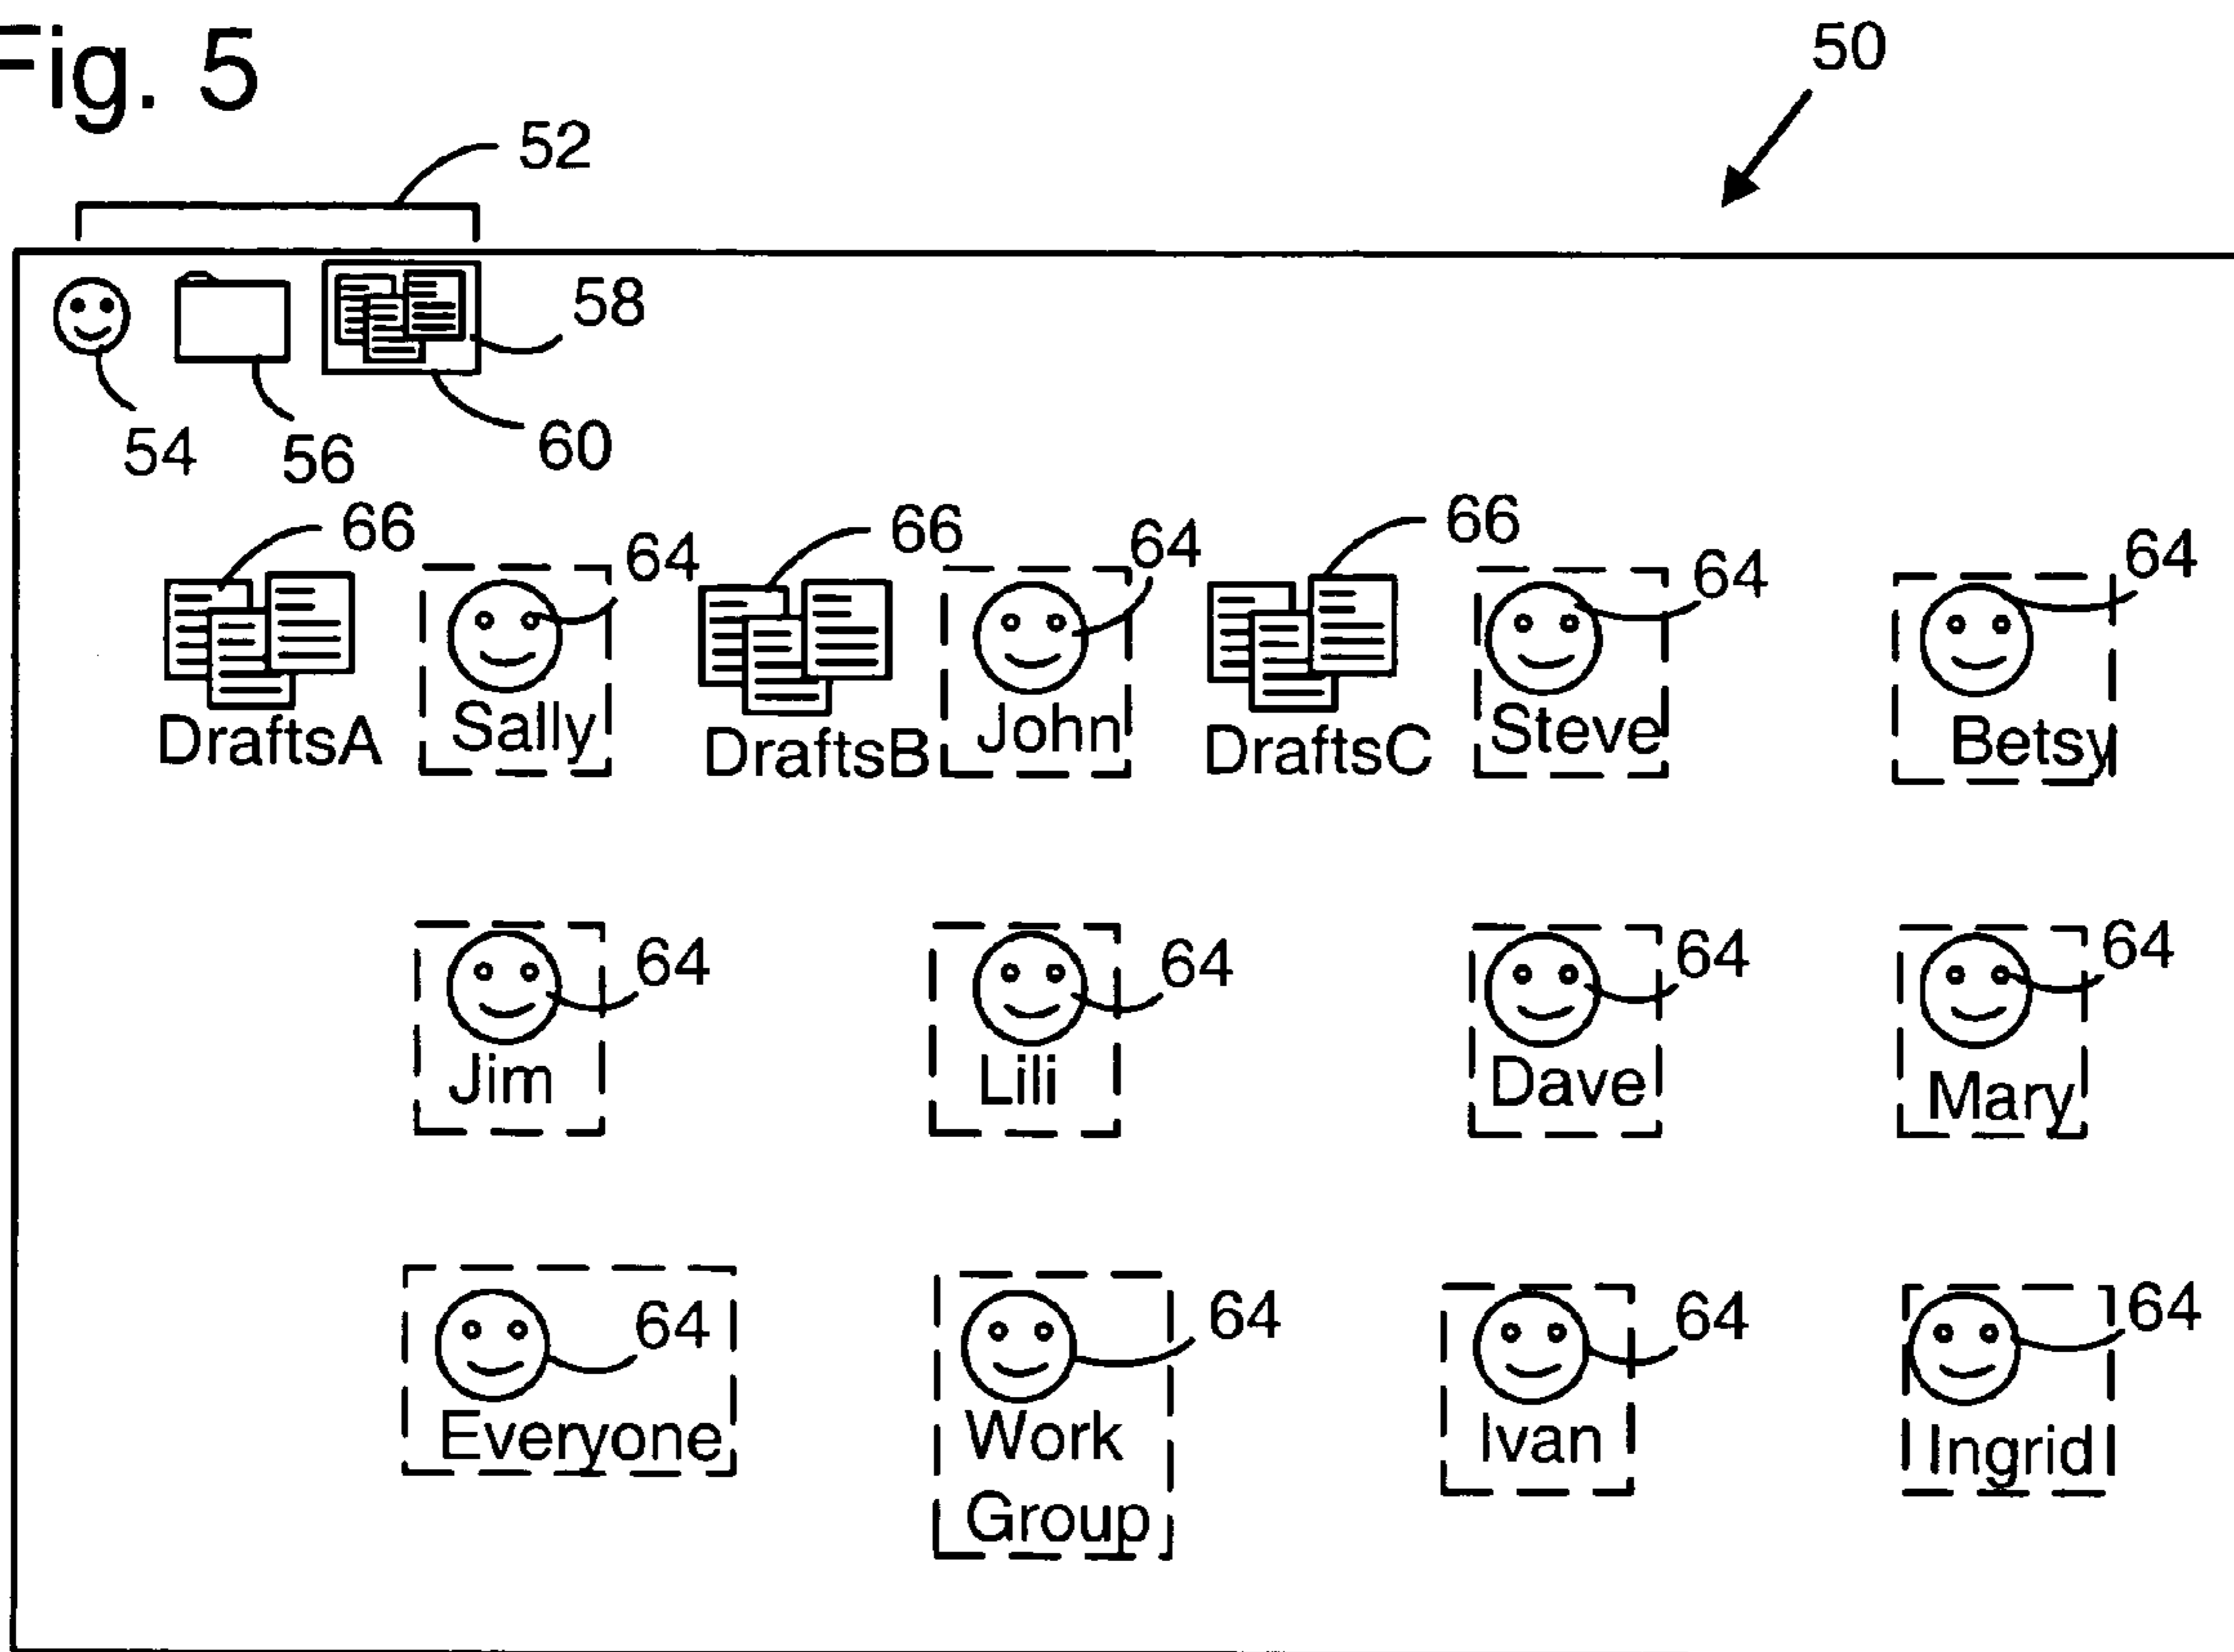 Fig. 5
50
52
58
54
56
60
66
64
66
64
66
64
64
DraftsA
Sally
DraftsB
John
DraftsC
Steve
Betsy
64
64
64
64
Jim
Lili
Dave
Mary
64
64
64
64
Everyone
Work
Group
Ivan
Ingrid